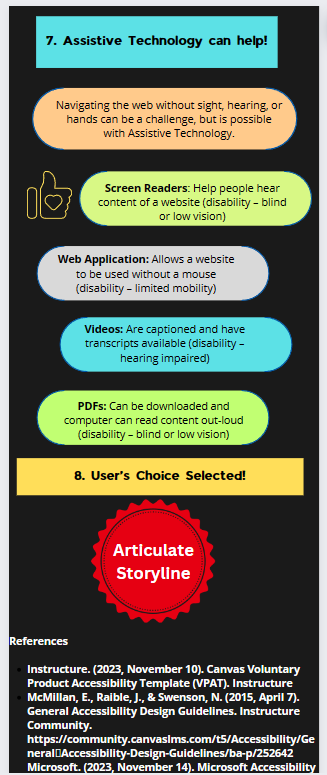 7. Assistive Technology can help!
Navigating the web without sight, hearing, or
hands can be a challenge, but is possible
with Assistive Technology.
Screen Readers: Help people hear
content of a website (disability – blind
or low vision)
Web Application: Allows a website
to be used without a mouse
(disability – limited mobility)
Videos: Are captioned and have
transcripts available (disability –
hearing impaired)
PDFs: Can be downloaded and
computer can read content out-loud
(disability – blind or low vision)
8. User's Choice Selected!
Articulate
Storyline
References
Instructure. (2023, November 10). Canvas Voluntary
Product Accessibility Template (VPAT). Instructure
McMillan, E., Raible, J., & Swenson, N. (2015, April 7).
General Accessibility Design Guidelines. Instructure
Community.
https://community.canvaslms.com/t5/Accessibility/Ge
neral▯Accessibility-Design-Guidelines/ba-p/252642
Microsoft. (2023, November 14). Microsoft Accessibility